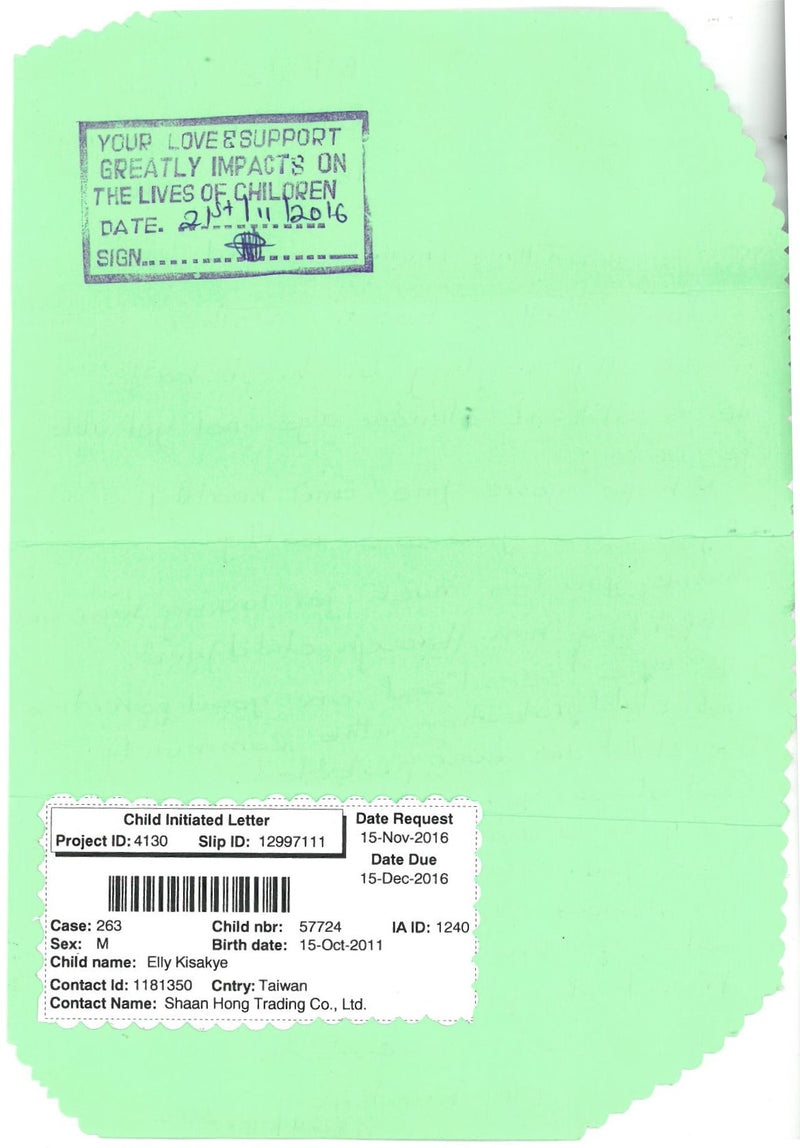 YOUR LOVE & SUPPORT
GREATLY IMPACTS ON
THE LIVES OF CHILDREN
DATE. 21st/11/2016
SIGN
Child Initiated Letter
Project ID: 4130 Slip ID: 12997111
Date Request
15-Nov-2016
Date Due
15-Dec-2016
Case: 263 Child nbr: 57724 IA ID: 1240
Sex: M Birth date: 15-Oct-2011
Child name: Elly Kisakye
Contact Id: 1181350 Cntry: Taiwan
Contact Name: Shaan Hong Trading Co., Ltd.